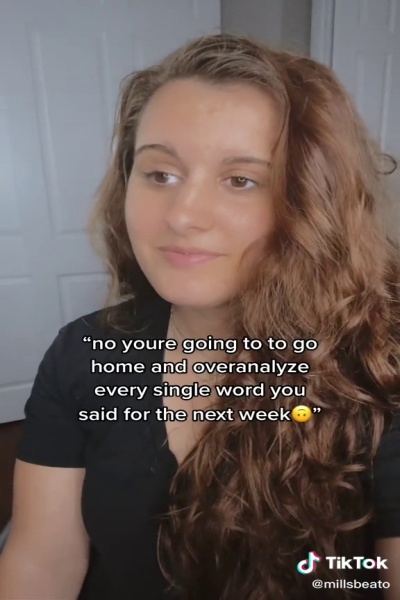 “no youre going to to go
home and overanalyze
every single word you
said for the next week🙃”
TikTok
@millsbeato